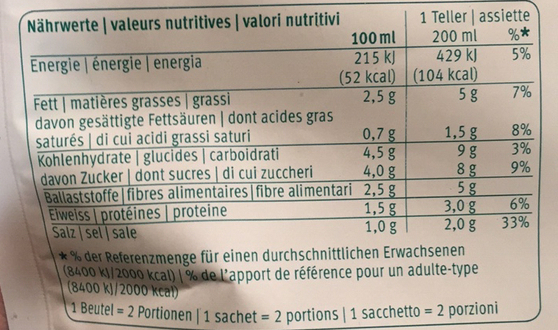 Nährwerte | valeurs nutritives | valori nutritivi 1 Teller | assiette
100 ml 200 ml %*
Energie | énergie | energia 215 kJ 429 kJ 5%
(52 kcal) (104 kcal)
Fett | matières grasses | grassi 2,5 g 5 g 7%
davon gesättigte Fettsäuren | dont acides gras
saturés | di cui acidi grassi saturi 0,7 g 1,5 g 8%
Kohlenhydrate | glucides | carboidrati 4,5 g 9 g 3%
davon Zucker | dont sucres | di cui zuccheri 4,0 g 8 g 9%
Ballaststoffe | fibres alimentaires | fibre alimentari 2,5 g 5 g
Eiweiss | protéines | proteine 1,5 g 3,0 g 6%
Salz | sel | sale 1,0 g 2,0 g 33%
* % der Referenzmenge für einen durchschnittlichen Erwachsenen
(8400 kJ/2000 kcal) | % de l'apport de référence pour un adulte-type
(8400 kJ/2000 kcal)
1 Beutel = 2 Portionen | 1 sachet = 2 portions | 1 sacchetto = 2 porzioni